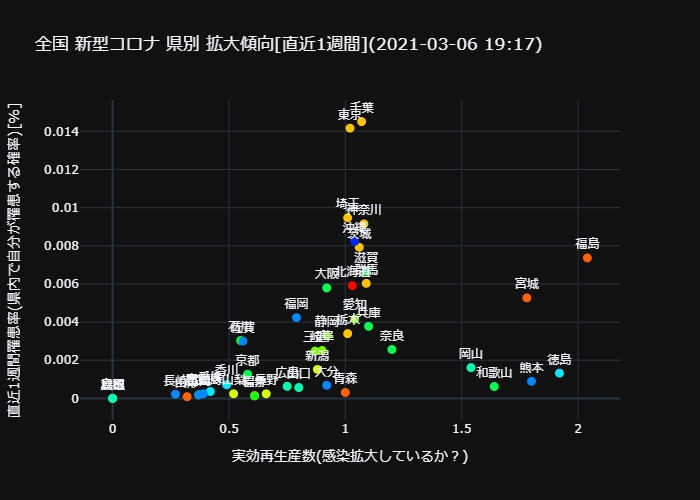 全国 新型コロナ 県別 拡大傾向[直近1週間](2021-03-06 19:17)
直近1週間罹患率(県内で自分が罹患する確率)[%]
0.014
0.012
0.01
0.008
0.006
0.004
0.002
0
千葉
東京
埼玉
神奈川
沖縄
茨城
福島
滋賀
北海道
群馬
大阪
宮城
福岡
愛知
兵庫
静岡
栃木
奈良
新潟
岡山
徳島
京都
熊本
和歌山
香川
大分
青森
長野
0
0.5
1
1.5
2
実効再生産数(感染拡大しているか？)